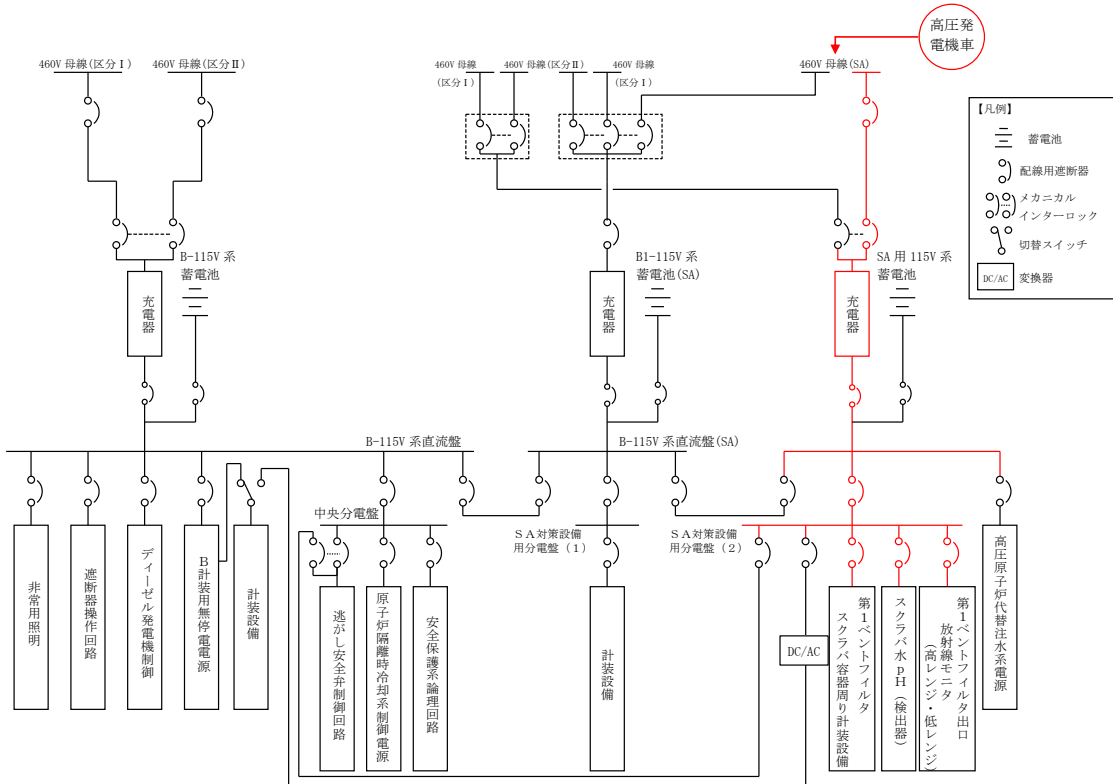 高圧発
電機車
460V 母線(区分Ⅰ)
460V 母線(区分Ⅱ)
460V 母線
(区分Ⅰ)
460V 母線(区分Ⅱ)
460V 母線
(区分Ⅰ)
460V 母線(SA)
【凡例】
蓄電池
配線用遮断器
メカニカル
インターロック
切替スイッチ
DC/AC
変換器
B-115V 系
蓄電池
充電器
B1-115V 系
蓄電池(SA)
充電器
SA 用 115V 系
蓄電池
充電器
B-115V 系直流盤
B-115V 系直流盤(SA)
中央分電盤
SA対策設備
用分電盤（1）
SA対策設備
用分電盤（2）
非常用照明
遮断器操作回路
ディーゼル発電機制御
B計装用無停電電源
計装設備
逃がし安全弁制御回路
原子炉隔離時冷却系制御電源
安全保護系論理回路
計装設備
DC/AC
第1ベントフィルタ
スクラバ容器周り計装設備
スクラバ水pH（検出器）
第1ベントフィルタ出口
放射線モニタ
（高レンジ・低レンジ）
高圧原子炉代替注水系電源